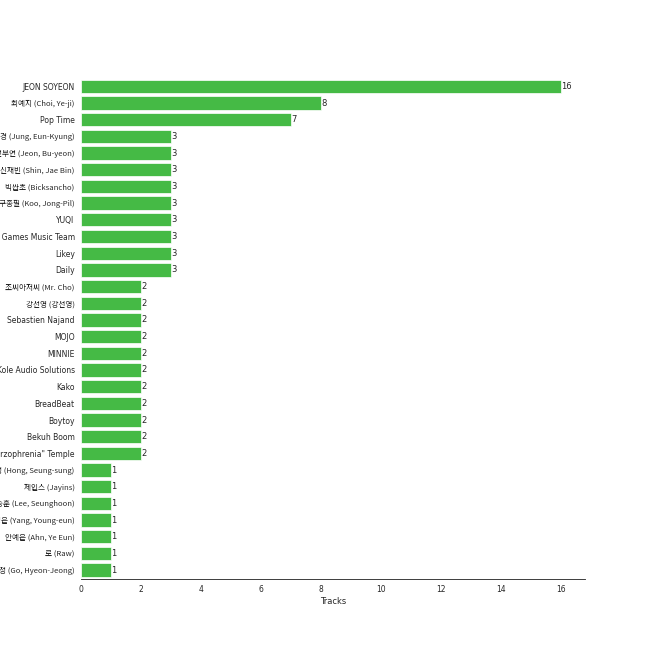 JEON SOYEON 16
최예지 (Choi, Ye-ji) 8
Pop Time 7
경 (Jung, Eun-Kyung) 3
부연 (Jeon, Bu-yeon) 3
신재빈 (Shin, Jae Bin) 3
빅싼초 (Bicksancho) 3
구종필 (Koo, Jong-Pil) 3
YUQI 3
Games Music Team 3
Likey 3
Daily 3
조씨아저씨 (Mr. Cho) 2
강선영 (강선영) 2
Sebastien Najand 2
MOJO 2
MINNIE 2
Kole Audio Solutions 2
Kako 2
BreadBeat 2
Boytoy 2
Bekuh Boom 2
rzophrenia" Temple 2
(Hong, Seung-sung) 1
제인스 (Jayins) 1
훈 (Lee, Seunghoon) 1
은 (Yang, Young-eun) 1
안예은 (Ahn, Ye Eun) 1
로 (Raw) 1
정 (Go, Hyeon-Jeong) 1
0 2 4 6 8 10 12 14 16
Tracks